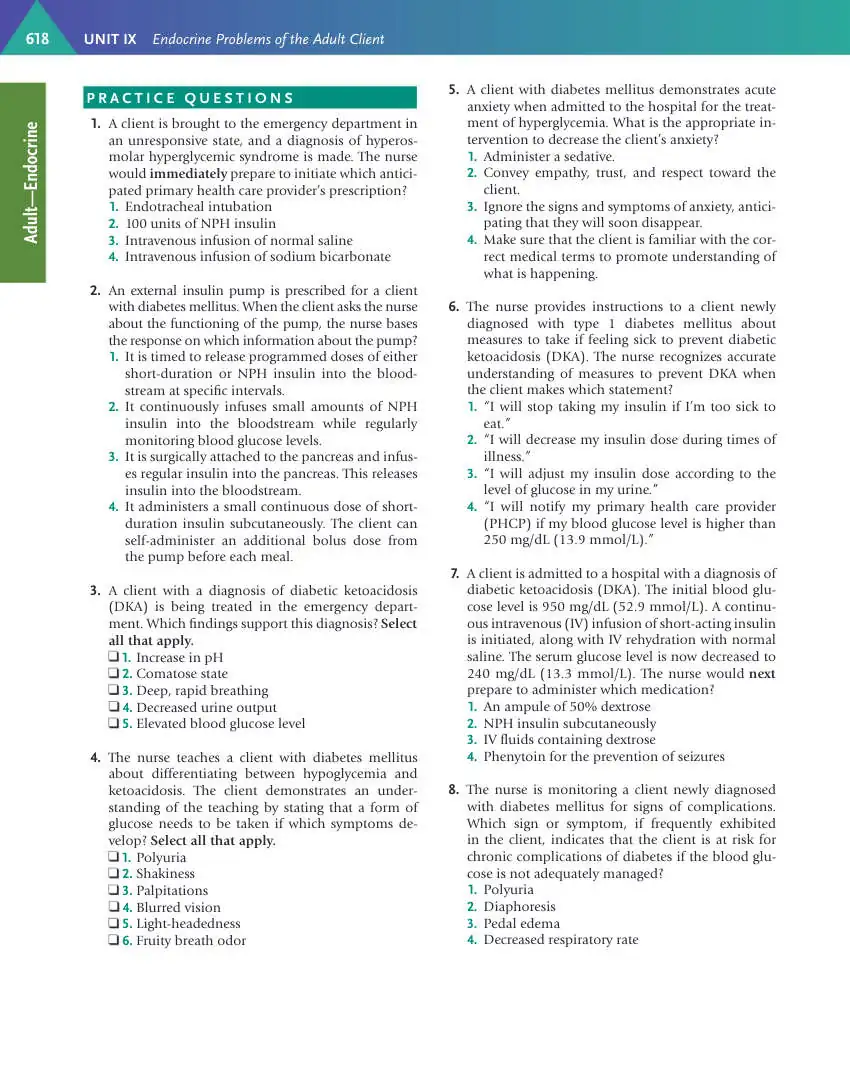 618 UNIT IX Endocrine Problems of the Adult Client
Adult—Endocrine
PRACTICE QUESTIONS
1. A client is brought to the emergency department in
an unresponsive state, and a diagnosis of hyperos-
molar hyperglycemic syndrome is made. The nurse
would immediately prepare to initiate which antici-
pated primary health care provider's prescription?
1. Endotracheal intubation
2. 100 units of NPH insulin
3. Intravenous infusion of normal saline
4. Intravenous infusion of sodium bicarbonate
2. An external insulin pump is prescribed for a client
with diabetes mellitus. When the client asks the nurse
about the functioning of the pump, the nurse bases
the response on which information about the pump?
1. It is timed to release programmed doses of either
short-duration or NPH insulin into the blood-
stream at specific intervals.
2. It continuously infuses small amounts of NPH
insulin into the bloodstream while regularly
monitoring blood glucose levels.
3. It is surgically attached to the pancreas and infus-
es regular insulin into the pancreas. This releases
insulin into the bloodstream.
4. It administers a small continuous dose of short-
duration insulin subcutaneously. The client can
self-administer an additional bolus dose from
the pump before each meal.
3. A client with a diagnosis of diabetic ketoacidosis
(DKA) is being treated in the emergency depart-
ment. Which findings support this diagnosis? Select
all that apply.
❑ 1. Increase in pH
❑ 2. Comatose state
❑ 3. Deep, rapid breathing
❑ 4. Decreased urine output
❑ 5. Elevated blood glucose level
4. The nurse teaches a client with diabetes mellitus
about differentiating between hypoglycemia and
ketoacidosis. The client demonstrates an under-
standing of the teaching by stating that a form of
glucose needs to be taken if which symptoms de-
velop? Select all that apply.
❑ 1. Polyuria
❑ 2. Shakiness
❑ 3. Palpitations
❑ 4. Blurred vision
❑ 5. Light-headedness
❑ 6. Fruity breath odor
5. A client with diabetes mellitus demonstrates acute
anxiety when admitted to the hospital for the treat-
ment of hyperglycemia. What is the appropriate in-
tervention to decrease the client's anxiety?
1. Administer a sedative.
2. Convey empathy, trust, and respect toward the
client.
3. Ignore the signs and symptoms of anxiety, antici-
pating that they will soon disappear.
4. Make sure that the client is familiar with the cor-
rect medical terms to promote understanding of
what is happening.
6. The nurse provides instructions to a client newly
diagnosed with type 1 diabetes mellitus about
measures to take if feeling sick to prevent diabetic
ketoacidosis (DKA). The nurse recognizes accurate
understanding of measures to prevent DKA when
the client makes which statement?
1. "I will stop taking my insulin if I'm too sick to
eat."
2. "I will decrease my insulin dose during times of
illness."
3. "I will adjust my insulin dose according to the
level of glucose in my urine."
4. "I will notify my primary health care provider
(PHCP) if my blood glucose level is higher than
250 mg/dL (13.9 mmol/L)."
7. A client is admitted to a hospital with a diagnosis of
diabetic ketoacidosis (DKA). The initial blood glu-
cose level is 950 mg/dL (52.9 mmol/L). A continu-
ous intravenous (IV) infusion of short-acting insulin
is initiated, along with IV rehydration with normal
saline. The serum glucose level is now decreased to
240 mg/dL (13.3 mmol/L). The nurse would next
prepare to administer which medication?
1. An ampule of 50% dextrose
2. NPH insulin subcutaneously
3. IV fluids containing dextrose
4. Phenytoin for the prevention of seizures
8. The nurse is monitoring a client newly diagnosed
with diabetes mellitus for signs of complications.
Which sign or symptom, if frequently exhibited
in the client, indicates that the client is at risk for
chronic complications of diabetes if the blood glu-
cose is not adequately managed?
1. Polyuria
2. Diaphoresis
3. Pedal edema
4. Decreased respiratory rate